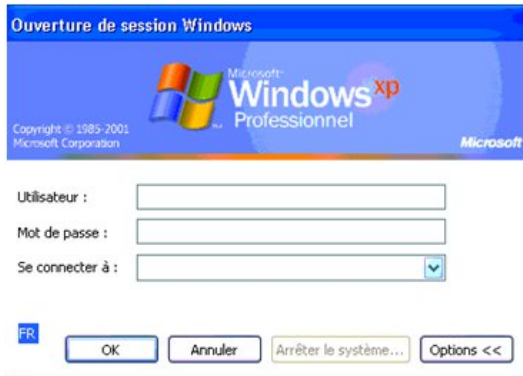 Ouverture de session Windows
Microsoft®
Windows xp
Professionnel
Copyright © 1985-2001
Microsoft Corporation
Microsoft
Utilisateur :
Mot de passe :
Se connecter à :
FR
OK Annuler Arrêter le système... Options <<